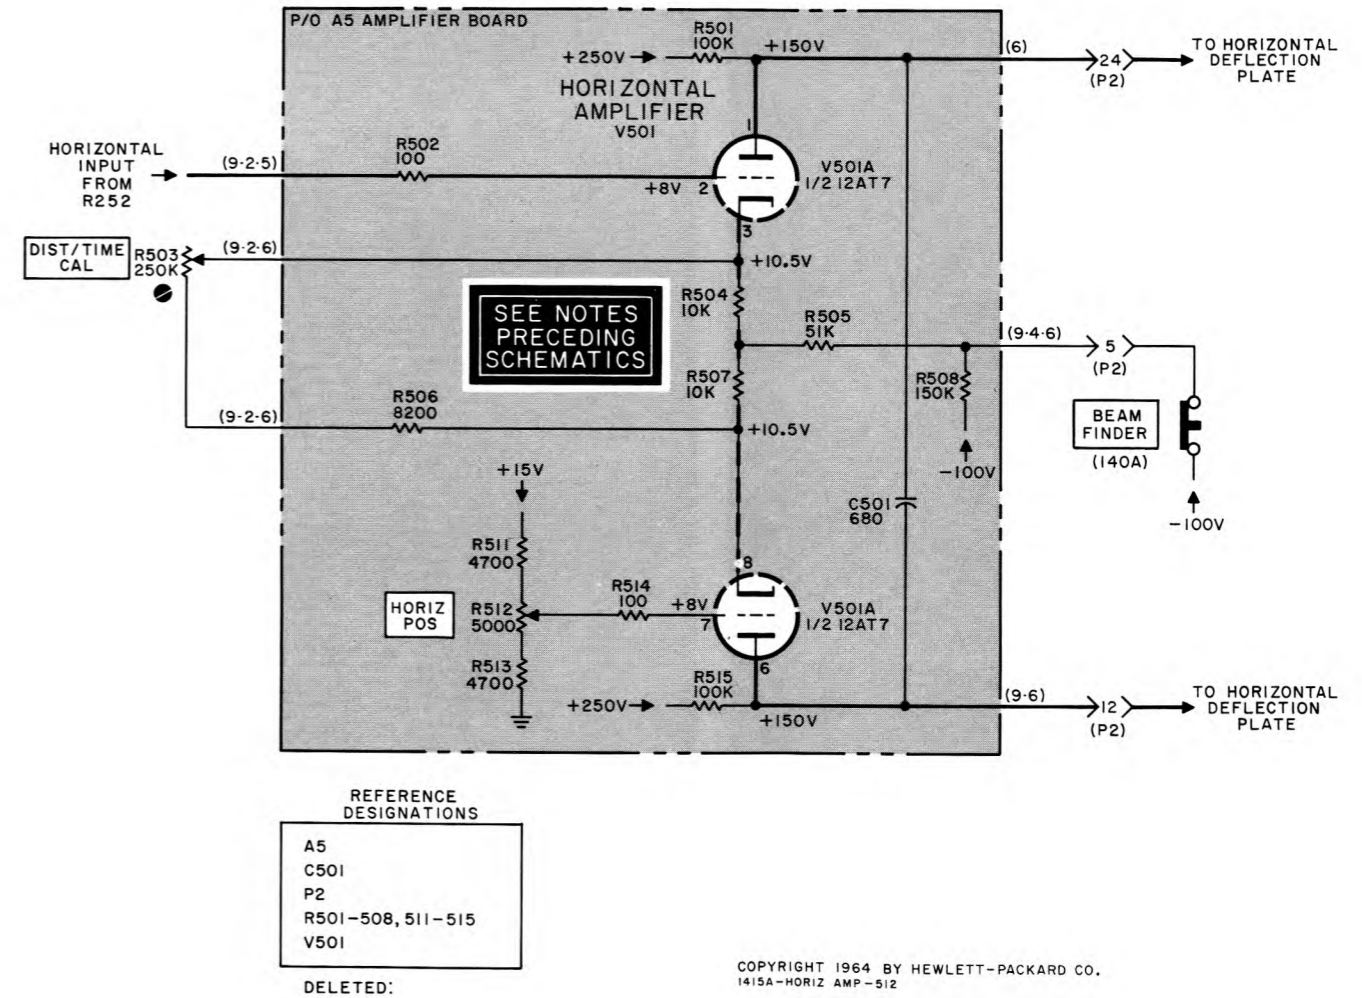 P/O A5 AMPLIFIER BOARD
R501
100K
+250V
+150V
(6)
24
(P2)
TO HORIZONTAL
DEFLECTION
PLATE
HORIZONTAL
AMPLIFIER
V501
1
HORIZONTAL
INPUT
FROM
R252
(9-2-5)
R502
100
+8V
2
V501A
1/2 12AT7
3
DIST/TIME
CAL
R503
250K
(9-2-6)
+10.5V
SEE NOTES
PRECEDING
SCHEMATICS
R504
10K
R505
51K
(9-4-6)
5
(P2)
R507
10K
R508
150K
-100V
BEAM
FINDER
(140A)
-100V
(9-2-6)
R506
8200
+10.5V
+15V
C501
680
R511
4700
8
HORIZ
POS
R512
5000
R514
100
+8V
7
V501A
1/2 12AT7
R513
4700
6
R515
100K
+250V
+150V
(9-6)
12
(P2)
TO HORIZONTAL
DEFLECTION
PLATE
REFERENCE
DESIGNATIONS
A5
C501
P2
R501-508, 511-515
V501
DELETED:
COPYRIGHT 1964 BY HEWLETT-PACKARD CO.
1415A-HORIZ AMP-512